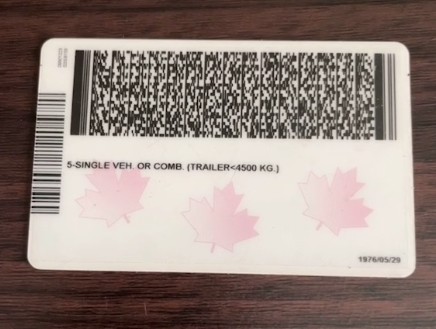 5-SINGLE VEH. OR COMB. (TRAILER<4500 KG.)
1976/05/29